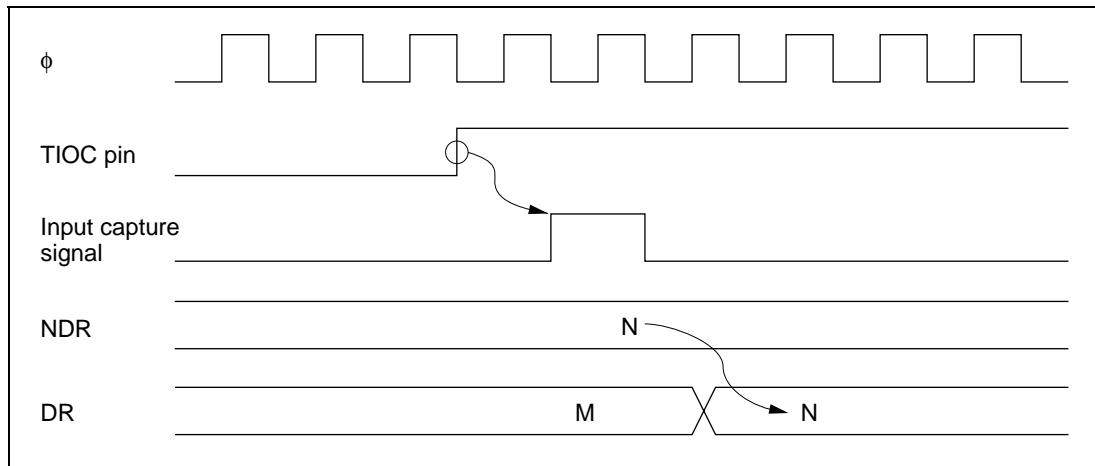 ϕ
TIOC pin
Input capture
signal
NDR
N
DR
M
N